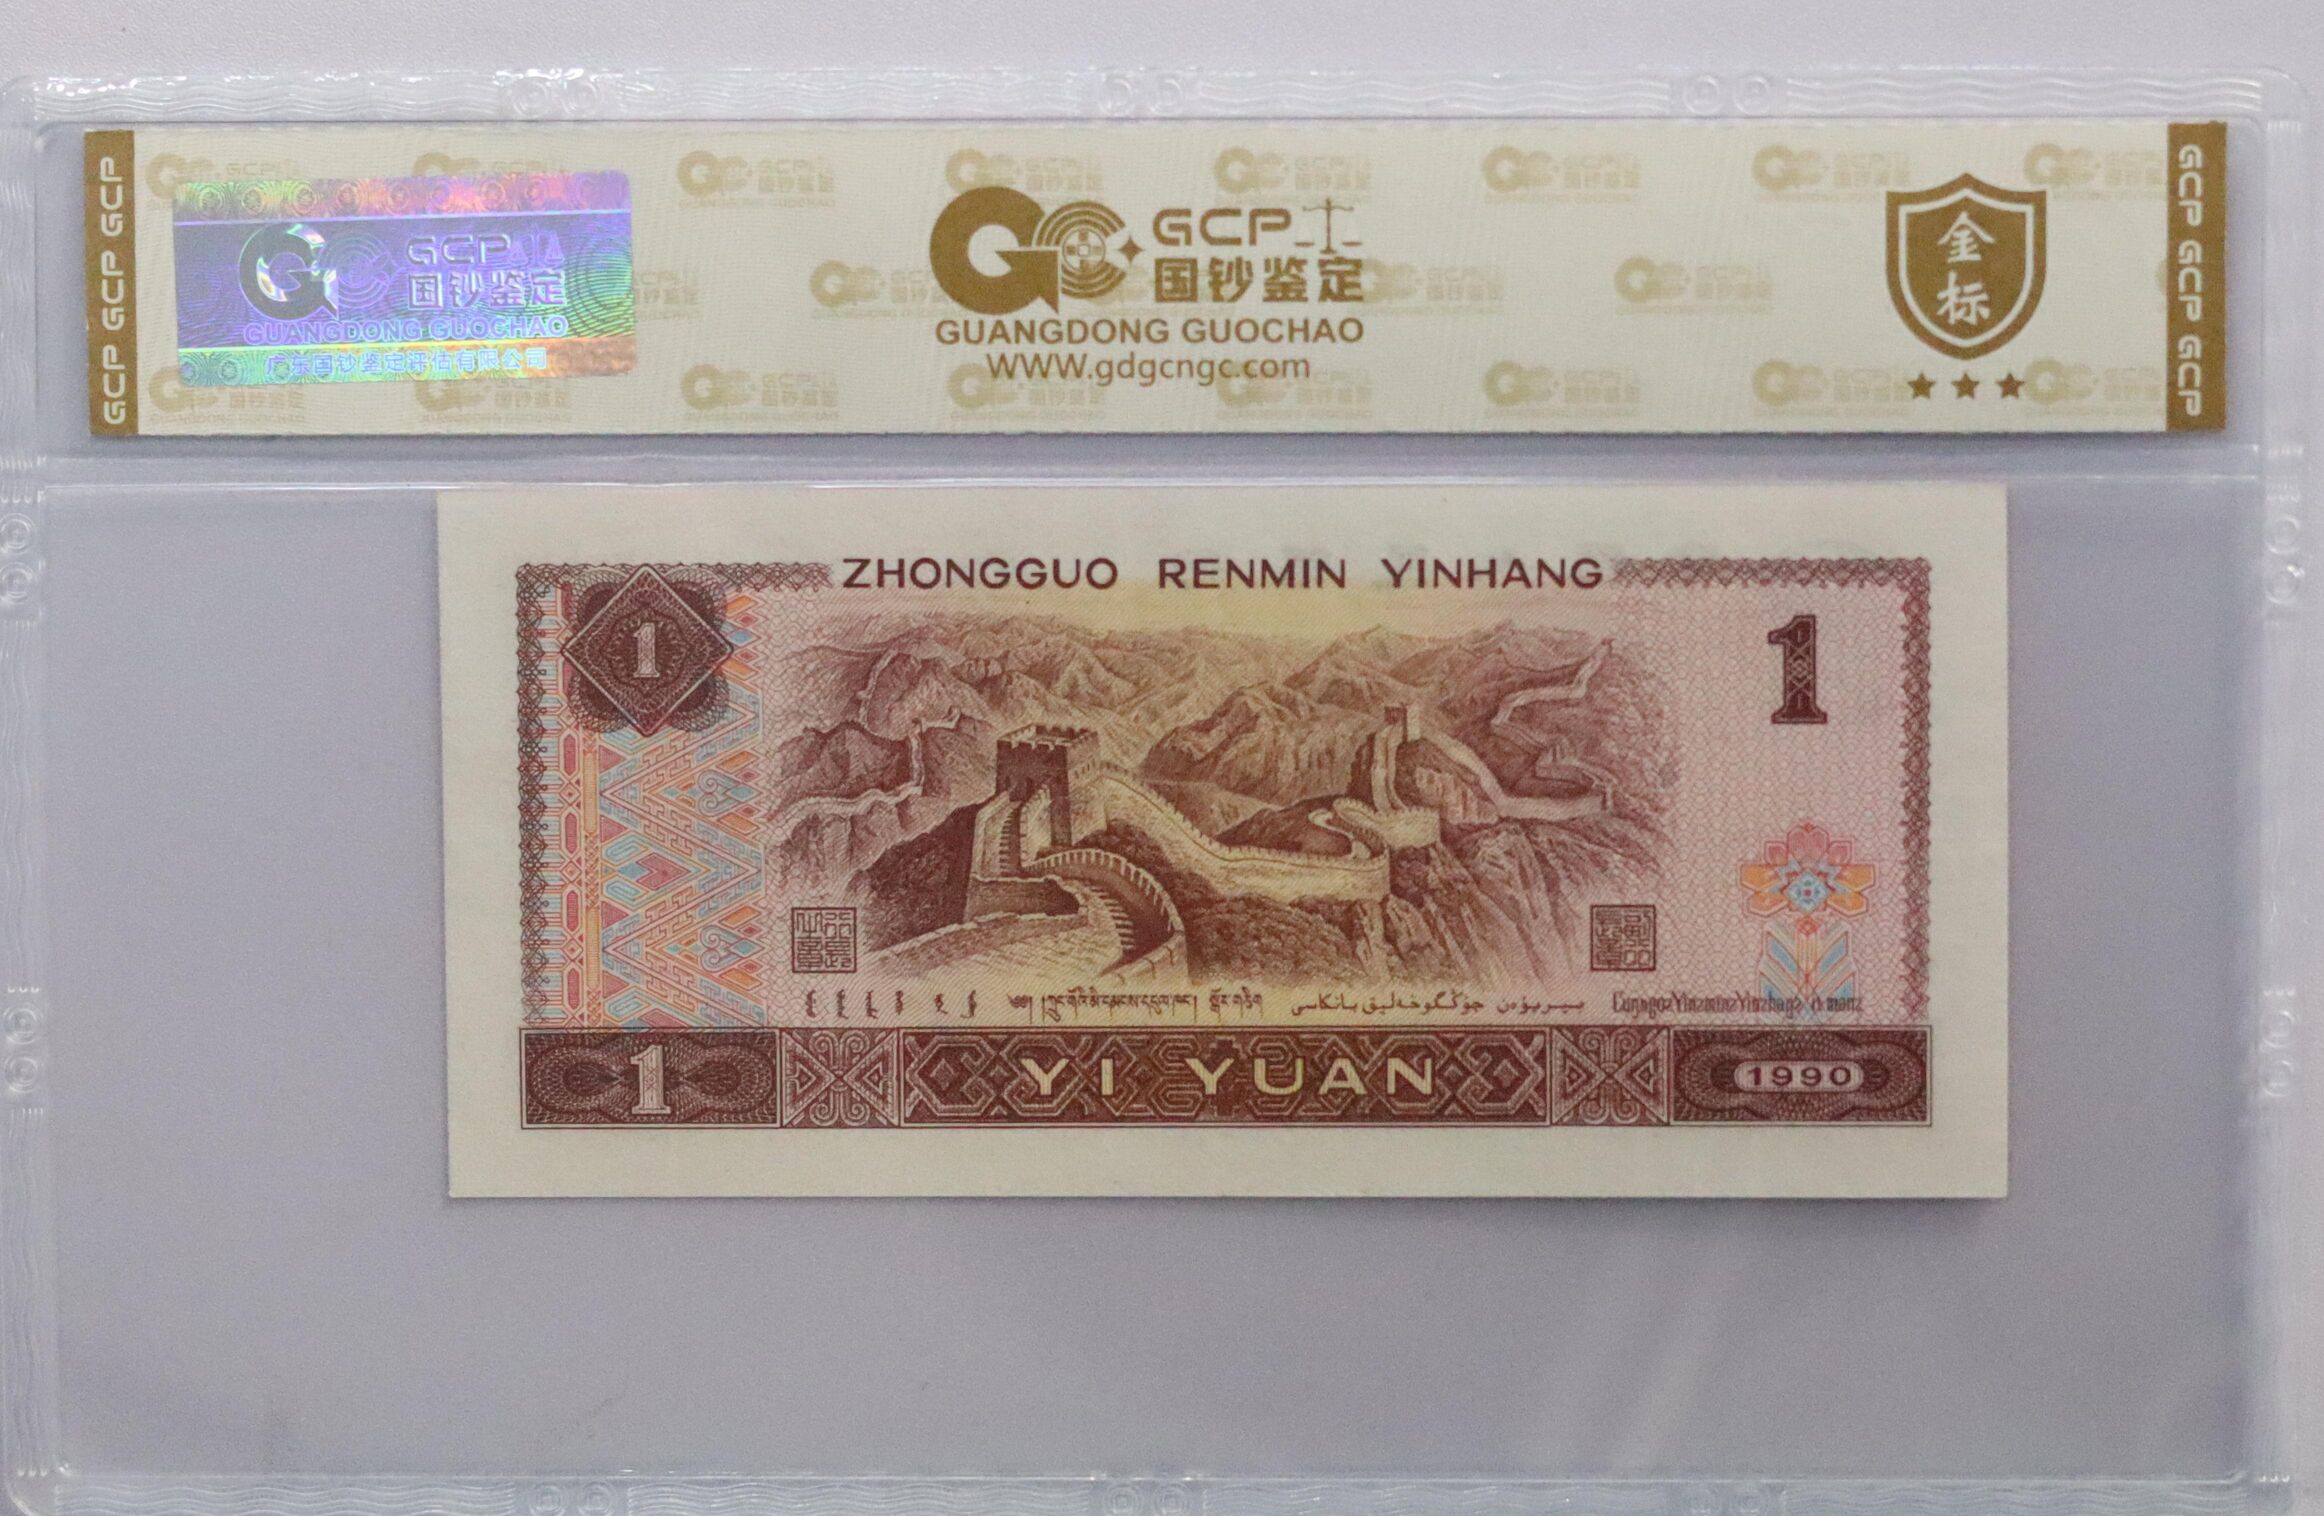 GCP GCP GCP
GCP
国钞鉴定
GUANGDONG GUOCHAO
广东国钞鉴定评估有限公司
GCP
国钞鉴定
GUANGDONG GUOCHAO
WWW.gdgcngc.com
金标
GCP GCP GCP
ZHONGGUO RENMIN YINHANG
1
1
YI YUAN
1
1990